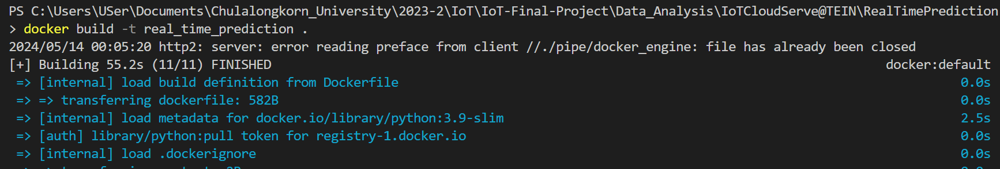 PS C:\Users\USer\Documents\Chulalongkorn_University\2023-2\IoT\IoT-Final-Project\Data_Analysis\IoTCloudServe@TEIN\RealTimePrediction
> docker build -t real_time_prediction .
2024/05/14 00:05:20 http2: server: error reading preface from client //./pipe/docker_engine: file has already been closed
[+] Building 55.2s (11/11) FINISHED docker:default
=> [internal] load build definition from Dockerfile 0.0s
=> => transferring dockerfile: 582B 0.0s
=> [internal] load metadata for docker.io/library/python:3.9-slim 2.5s
=> [auth] library/python:pull token for registry-1.docker.io 0.0s
=> [internal] load .dockerignore 0.0s